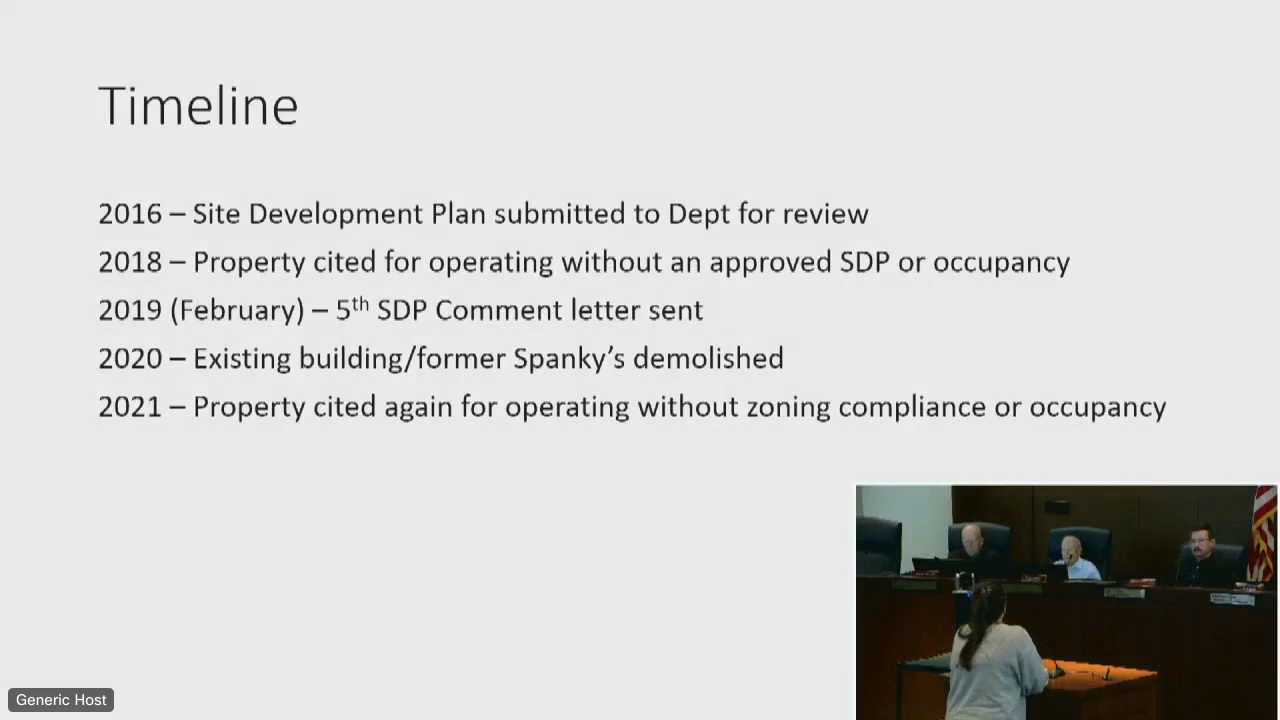 Timeline
2016 – Site Development Plan submitted to Dept for review
2018 – Property cited for operating without an approved SDP or occupancy
2019 (February) – 5th SDP Comment letter sent
2020 – Existing building/former Spanky’s demolished
2021 – Property cited again for operating without zoning compliance or occupancy
Generic Host